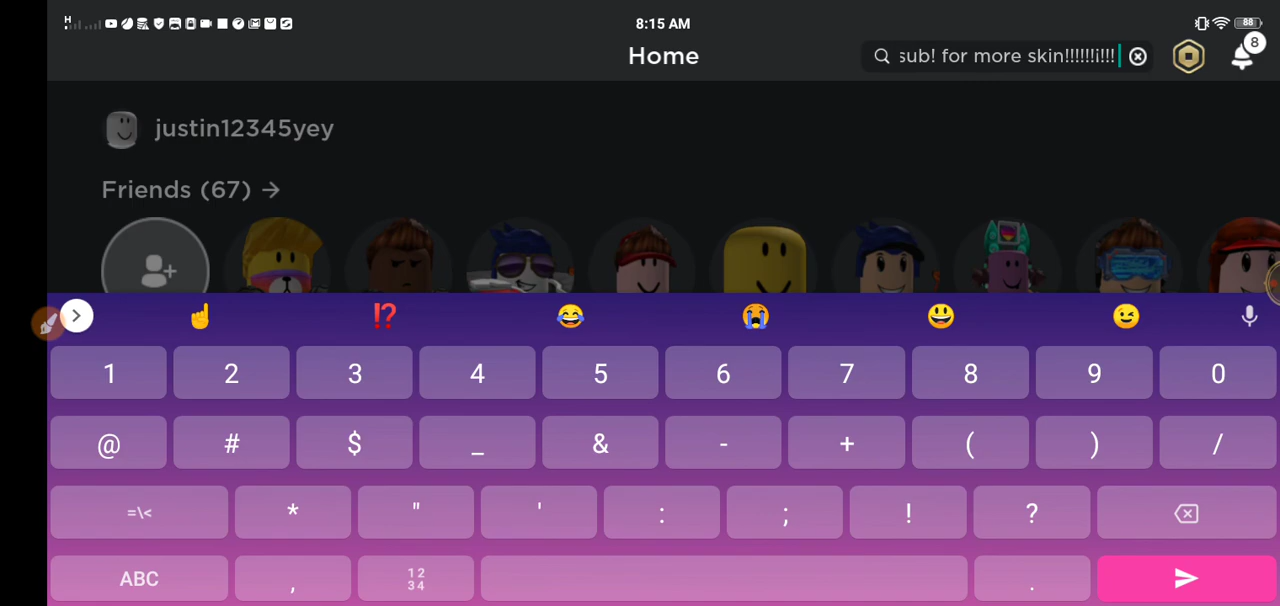 H
8:15 AM
88
Home
sub! for more skin!!!!!!i!!!
8
justin12345yey
Friends (67) →
1 2 3 4 5 6 7 8 9 0
@ # $ _ & - + ( ) /
=\< * " ' : ; ! ?
ABC , 12 34 .